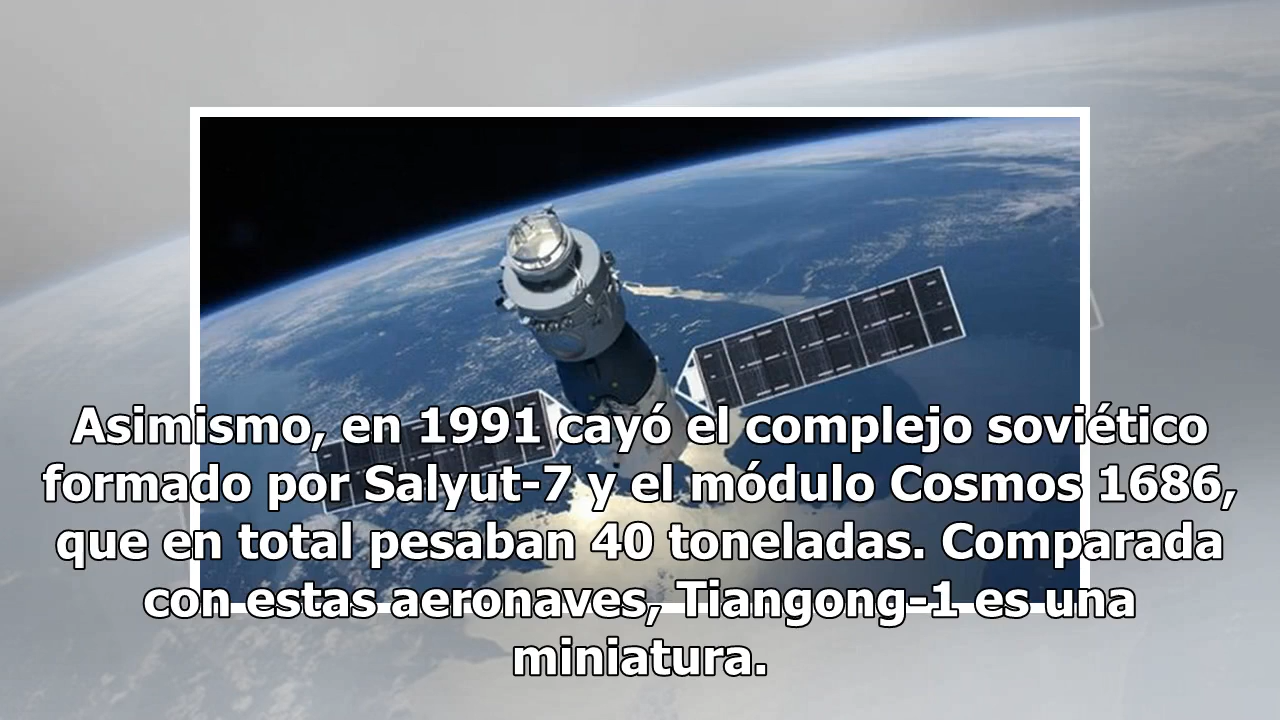 Asimismo, en 1991 cayó el complejo soviético
formado por Salyut-7 y el módulo Cosmos 1686,
que en total pesaban 40 toneladas. Comparada
con estas aeronaves, Tiangong-1 es una
miniatura.